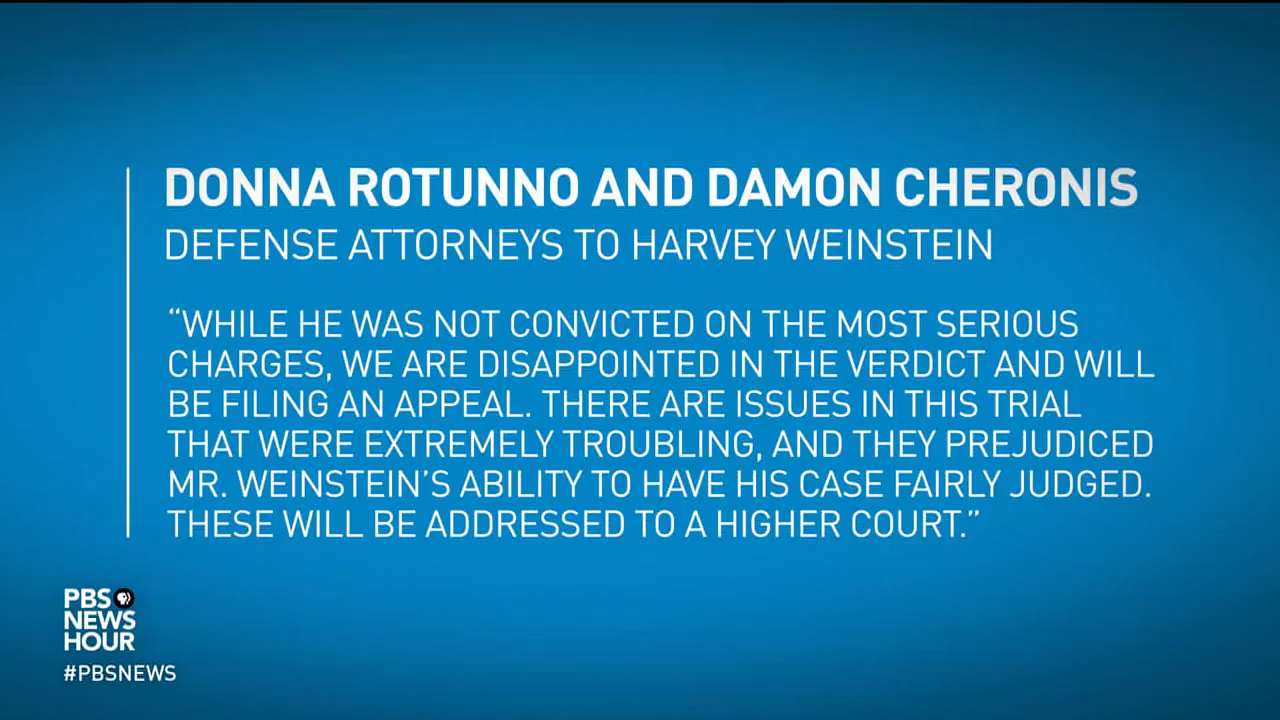 DONNA ROTUNNO AND DAMON CHERONIS
DEFENSE ATTORNEYS TO HARVEY WEINSTEIN
“WHILE HE WAS NOT CONVICTED ON THE MOST SERIOUS
CHARGES, WE ARE DISAPPOINTED IN THE VERDICT AND WILL
BE FILING AN APPEAL. THERE ARE ISSUES IN THIS TRIAL
THAT WERE EXTREMELY TROUBLING, AND THEY PREJUDICED
MR. WEINSTEIN’S ABILITY TO HAVE HIS CASE FAIRLY JUDGED.
THESE WILL BE ADDRESSED TO A HIGHER COURT.”
PBS
NEWS
HOUR
#PBSNEWS